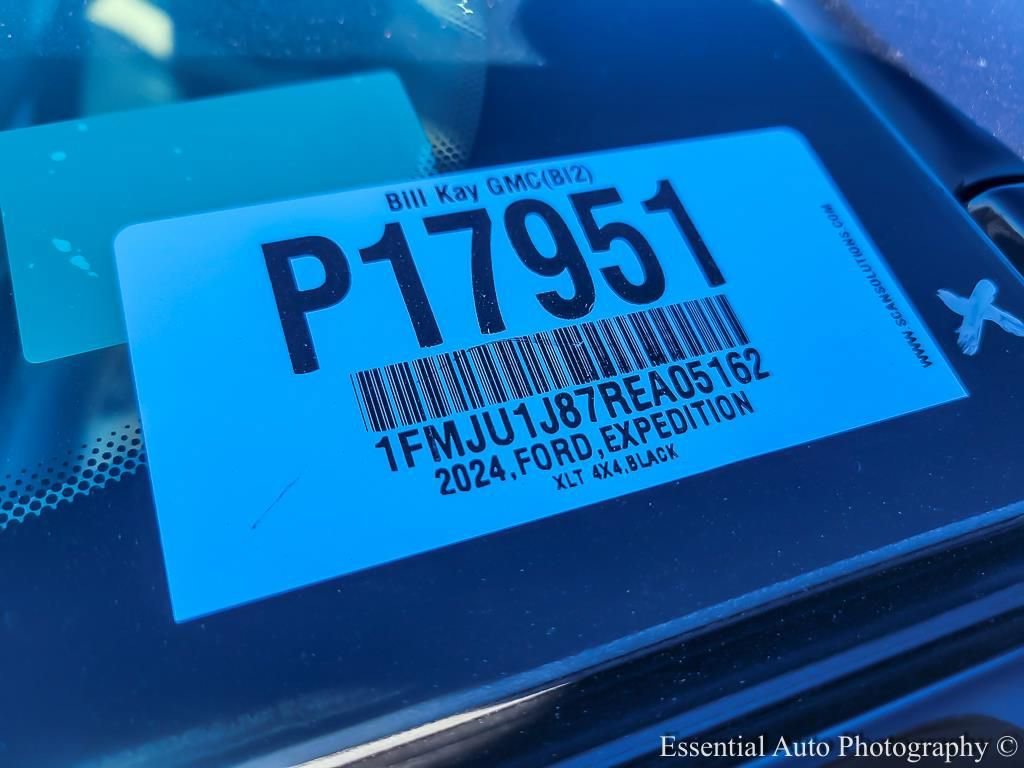 Bill Kay GMC(BI2)
P17951
1FMJU1J87REA05162
2024,FORD,EXPEDITION
XLT 4X4,BLACK
WWW.SCANSOLUTIONS.COM
X
Essential Auto Photography ©